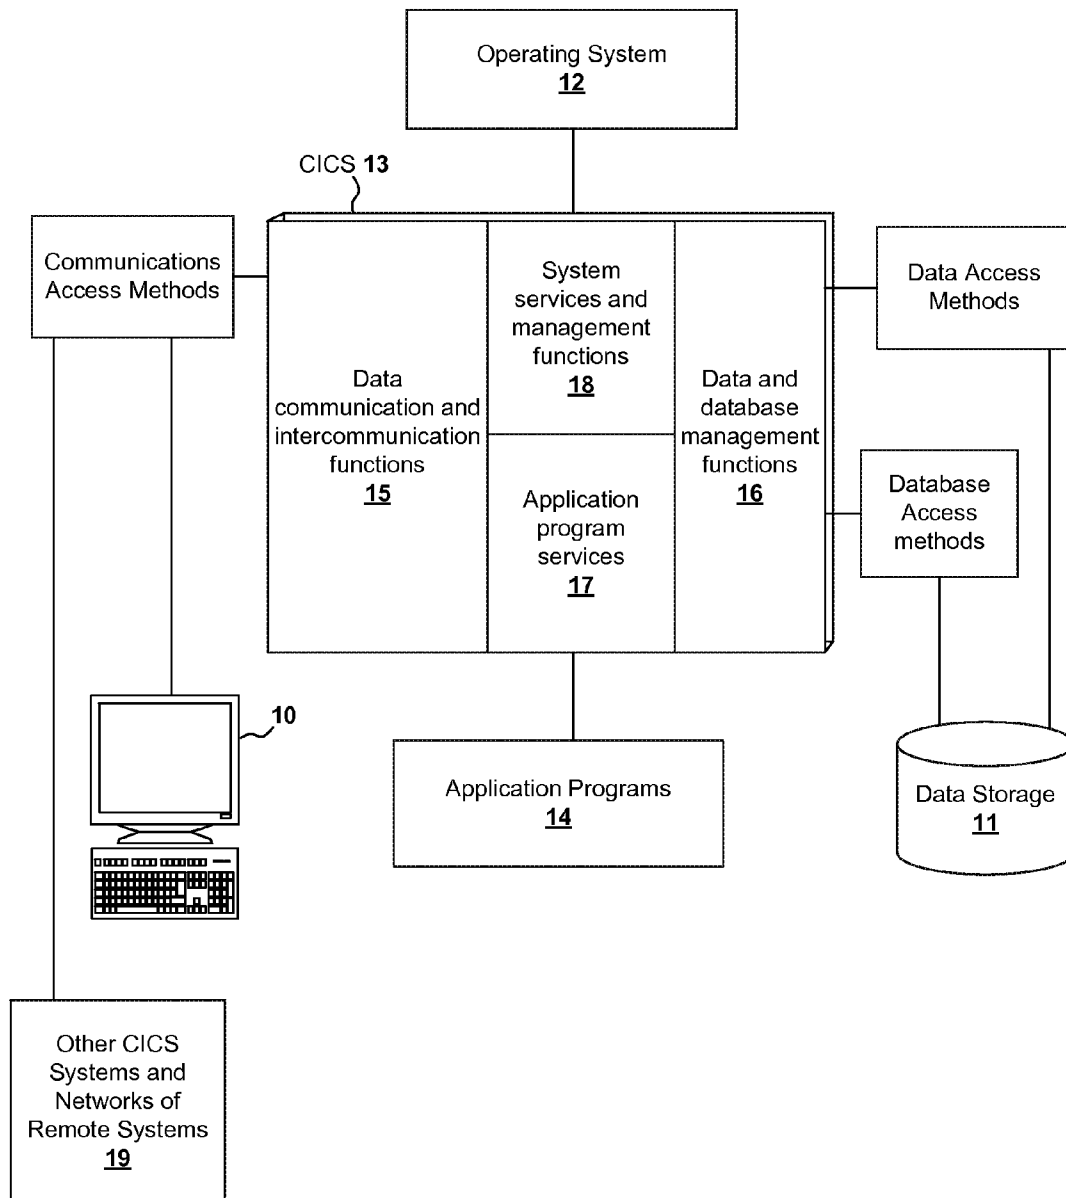 Operating System
12
CICS 13
Communications
Access Methods
System
services and
management
functions
18
Data Access
Methods
Data
communication and
intercommunication
functions
15
Data and
database
management
functions
16
Application
program
services
17
Database
Access
methods
10
Application Programs
14
Data Storage
11
Other CICS
Systems and
Networks of
Remote Systems
19